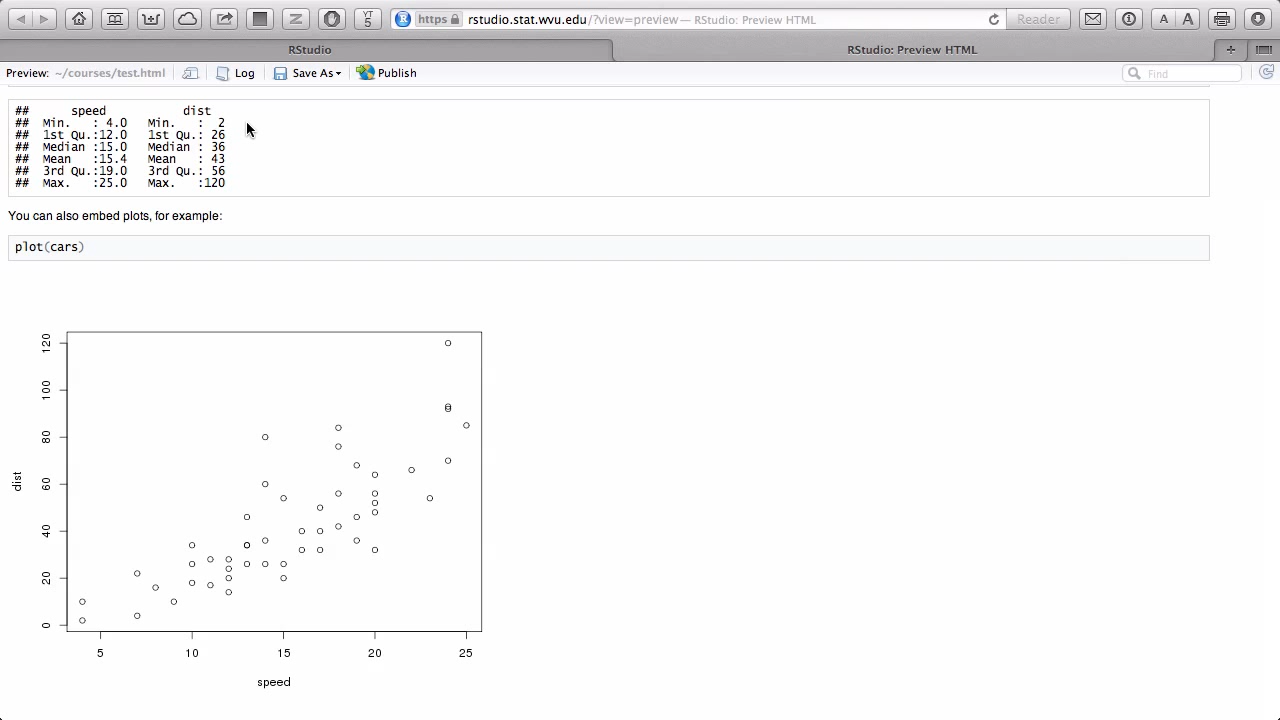 YT
5
R https rstudio.stat.wvu.edu/?view=preview — RStudio: Preview HTML
Reader
A A
RStudio
RStudio: Preview HTML
+
Preview: ~/courses/test.html Log Save As Publish Find
##      speed           dist
## Min.   : 4.0   Min.   :  2
## 1st Qu.:12.0   1st Qu.: 26
## Median :15.0   Median : 36
## Mean   :15.4   Mean   : 43
## 3rd Qu.:19.0   3rd Qu.: 56
## Max.   :25.0   Max.   :120
You can also embed plots, for example:
plot(cars)
120
100
80
60
40
20
0
dist
5 10 15 20 25
speed